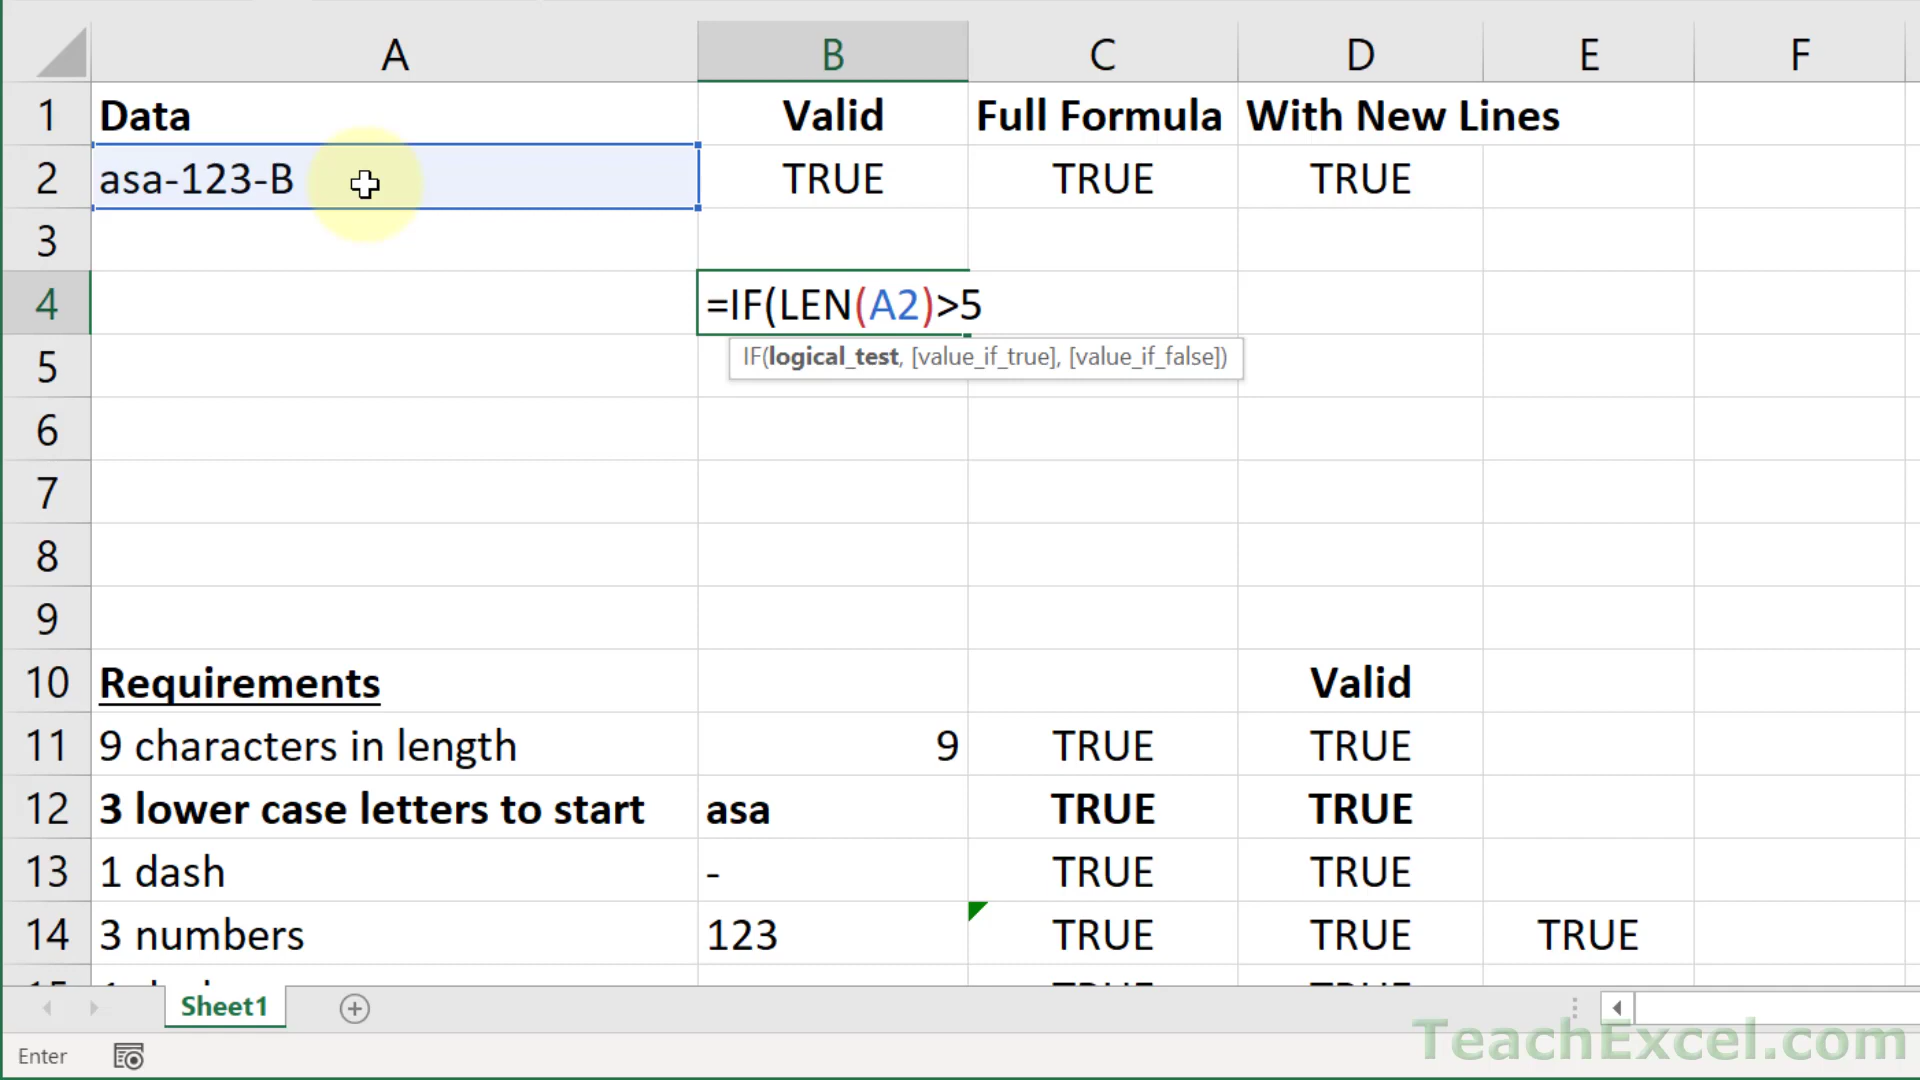 A B C D E F
1 Data Valid Full Formula With New Lines
2 asa-123-B TRUE TRUE TRUE
3
4 =IF(LEN(A2)>5
IF(logical_test, [value_if_true], [value_if_false])
5
6
7
8
9
10 Requirements Valid
11 9 characters in length 9 TRUE TRUE
12 3 lower case letters to start asa TRUE TRUE
13 1 dash - TRUE TRUE
14 3 numbers 123 TRUE TRUE TRUE
Sheet1
Enter
TeachExcel.com